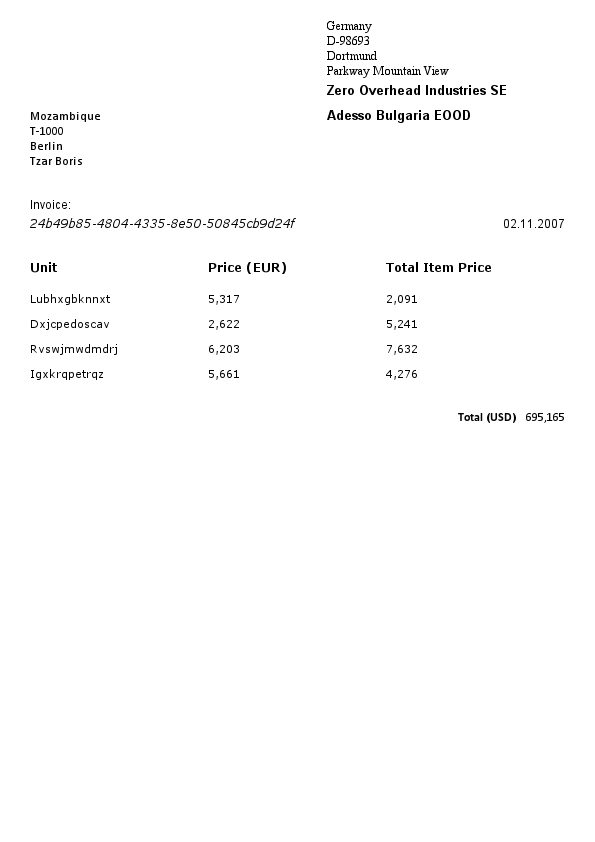 Germany
D-98693
Dortmund
Parkway Mountain View
Zero Overhead Industries SE
Adesso Bulgaria EOOD
Mozambique
T-1000
Berlin
Tzar Boris
Invoice:
24b49b85-4804-4335-8e50-50845cb9d24f 02.11.2007
Unit Price (EUR) Total Item Price
Lubhxgbknnxt 5,317 2,091
Dxjcpedoscav 2,622 5,241
Rvswjmwdmdrj 6,203 7,632
Igxkrqpetrqz 5,661 4,276
Total (USD) 695,165